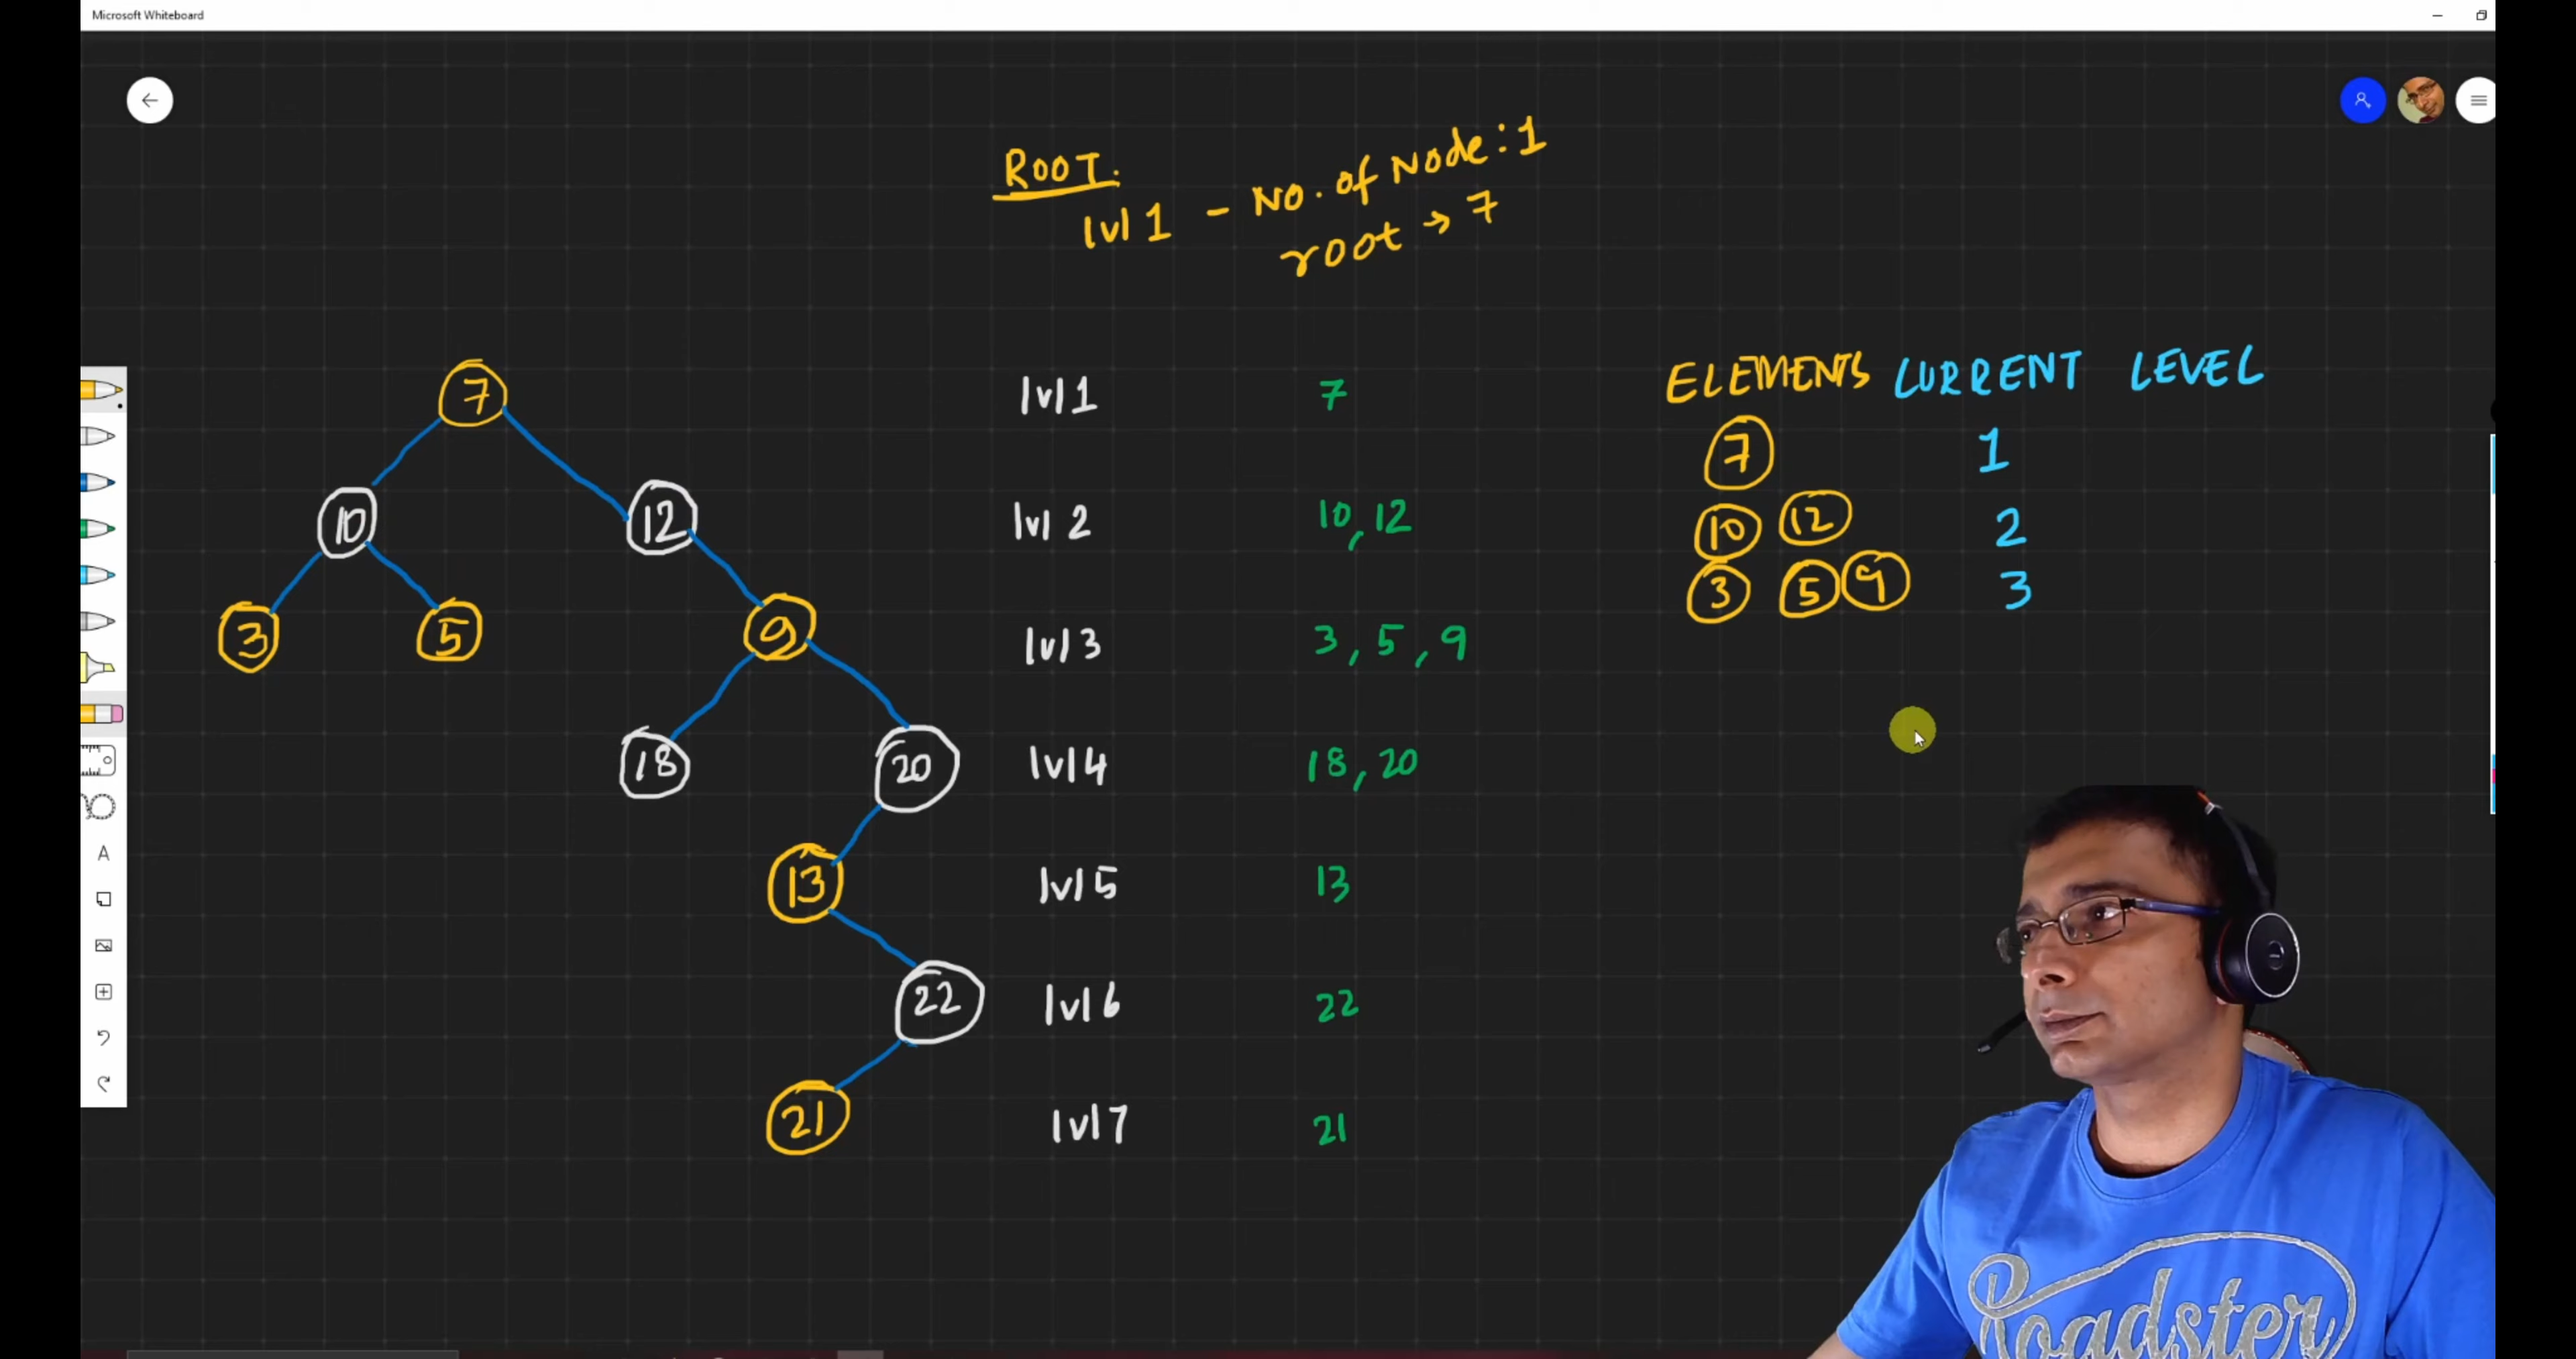 Microsoft Whiteboard
ROOT.
lvl 1 - No. of Node: 1
root → 7
7
10 12
3 5 9
18 20
13
22
21
lvl 1 7
lvl 2 10, 12
lvl 3 3, 5, 9
lvl 4 18, 20
lvl 5 13
lvl 6 22
lvl 7 21
ELEMENTS CURRENT LEVEL
7 1
10 12 2
3 5 9 3
A
Roadster